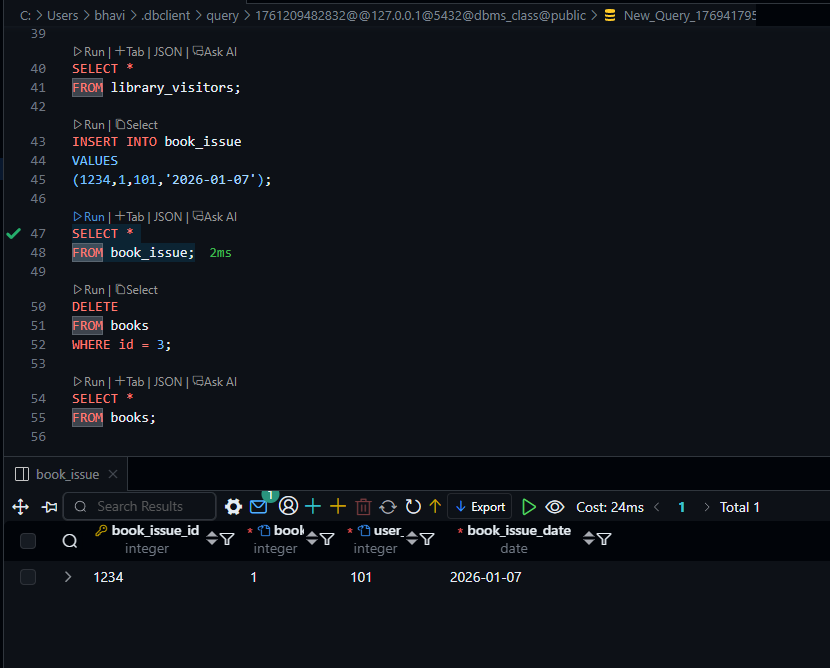 C: > Users > bhavi > .dbclient > query > 1761209482832@@127.0.0.1@5432@dbms_class@public > New_Query_176941795
39
Run | +Tab | JSON | Ask AI
40 SELECT *
41 FROM library_visitors;
42
Run | Select
43 INSERT INTO book_issue
44 VALUES
45 (1234,1,101,'2026-01-07');
46
Run | +Tab | JSON | Ask AI
47 SELECT *
48 FROM book_issue; 2ms
49
Run | Select
50 DELETE
51 FROM books
52 WHERE id = 3;
53
Run | +Tab | JSON | Ask AI
54 SELECT *
55 FROM books;
56
book_issue
Search Results 1 Export Cost: 24ms < 1 > Total 1
book_issue_id * book * user_ * book_issue_date
integer integer integer date
1234 1 101 2026-01-07